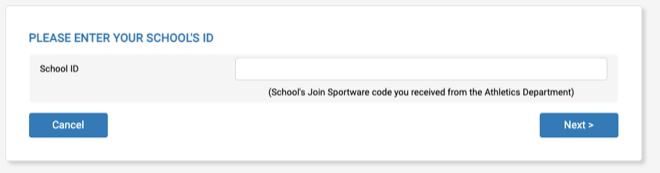 PLEASE ENTER YOUR SCHOOL'S ID
School ID
(School's Join Sportware code you received from the Athletics Department)
Cancel
Next >